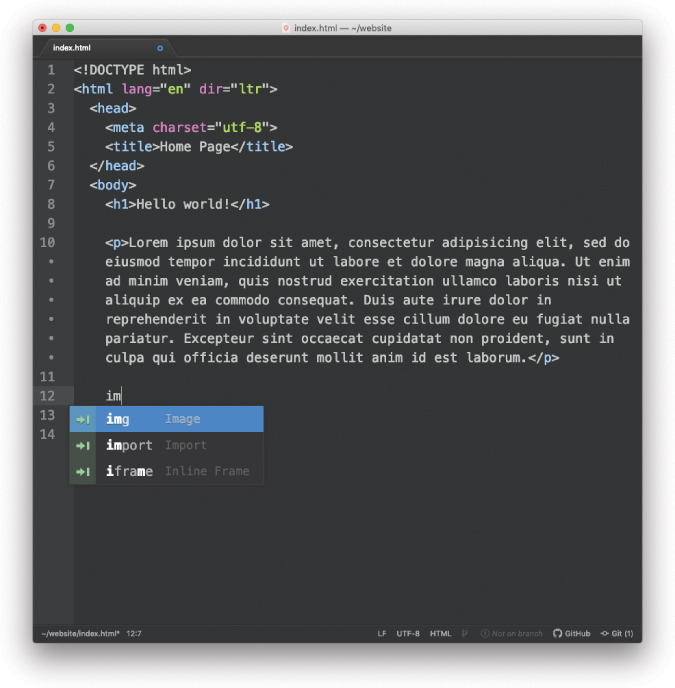 index.html — ~/website
index.html
1 <!DOCTYPE html>
2 <html lang="en" dir="ltr">
3 <head>
4 <meta charset="utf-8">
5 <title>Home Page</title>
6 </head>
7 <body>
8 <h1>Hello world!</h1>
9
10 <p>Lorem ipsum dolor sit amet, consectetur adipisicing elit, sed do
• eiusmod tempor incididunt ut labore et dolore magna aliqua. Ut enim
• ad minim veniam, quis nostrud exercitation ullamco laboris nisi ut
• aliquip ex ea commodo consequat. Duis aute irure dolor in
• reprehenderit in voluptate velit esse cillum dolore eu fugiat nulla
• pariatur. Excepteur sint occaecat cupidatat non proident, sunt in
• culpa qui officia deserunt mollit anim id est laborum.</p>
11
12 im
13 img Image
import Import
14 iframe Inline Frame
~/website/index.html* 12:7 LF UTF-8 HTML Not on branch GitHub Git (1)